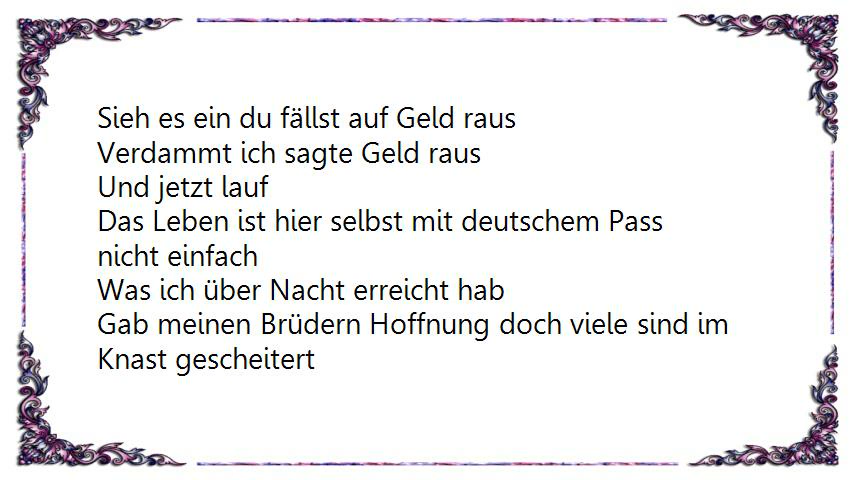 Sieh es ein du fällst auf Geld raus
Verdammt ich sagte Geld raus
Und jetzt lauf
Das Leben ist hier selbst mit deutschem Pass
nicht einfach
Was ich über Nacht erreicht hab
Gab meinen Brüdern Hoffnung doch viele sind im
Knast gescheitert